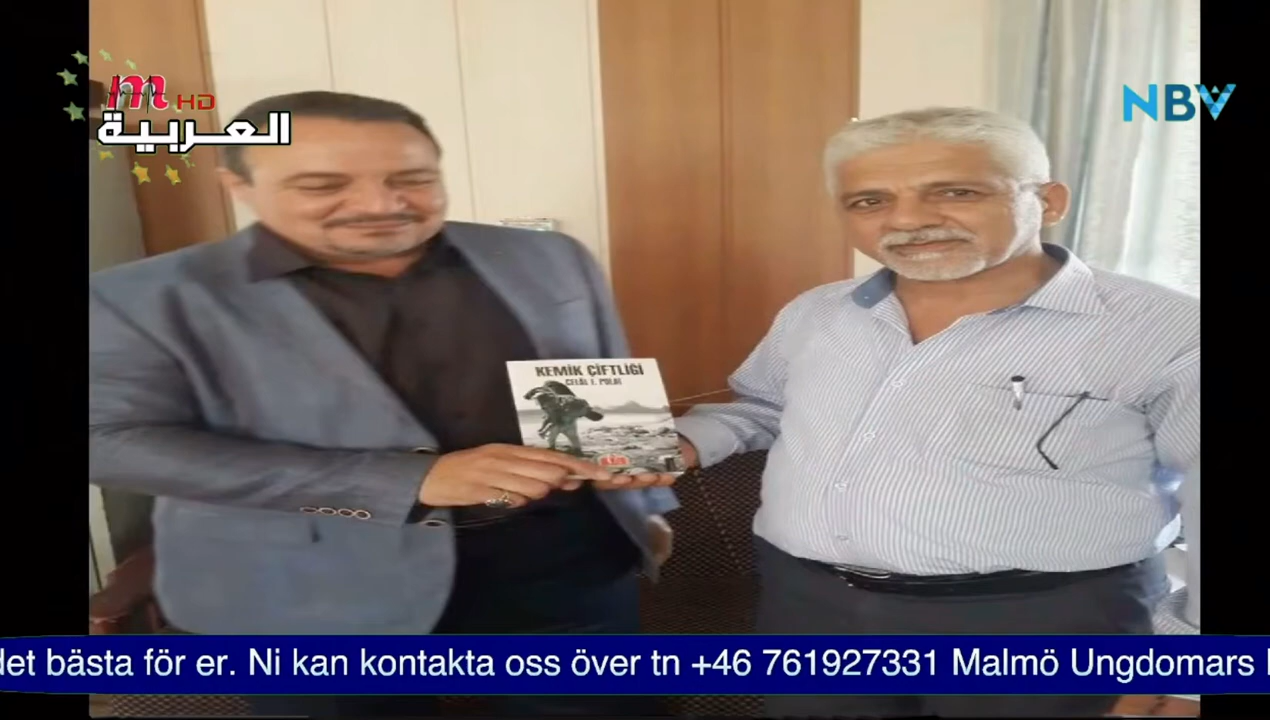 m HD
العربية
NBV
KEMİK ÇİFTLİĞİ
CELÂL F. POLAT
det bästa för er. Ni kan kontakta oss över tn +46 761927331 Malmö Ungdomars